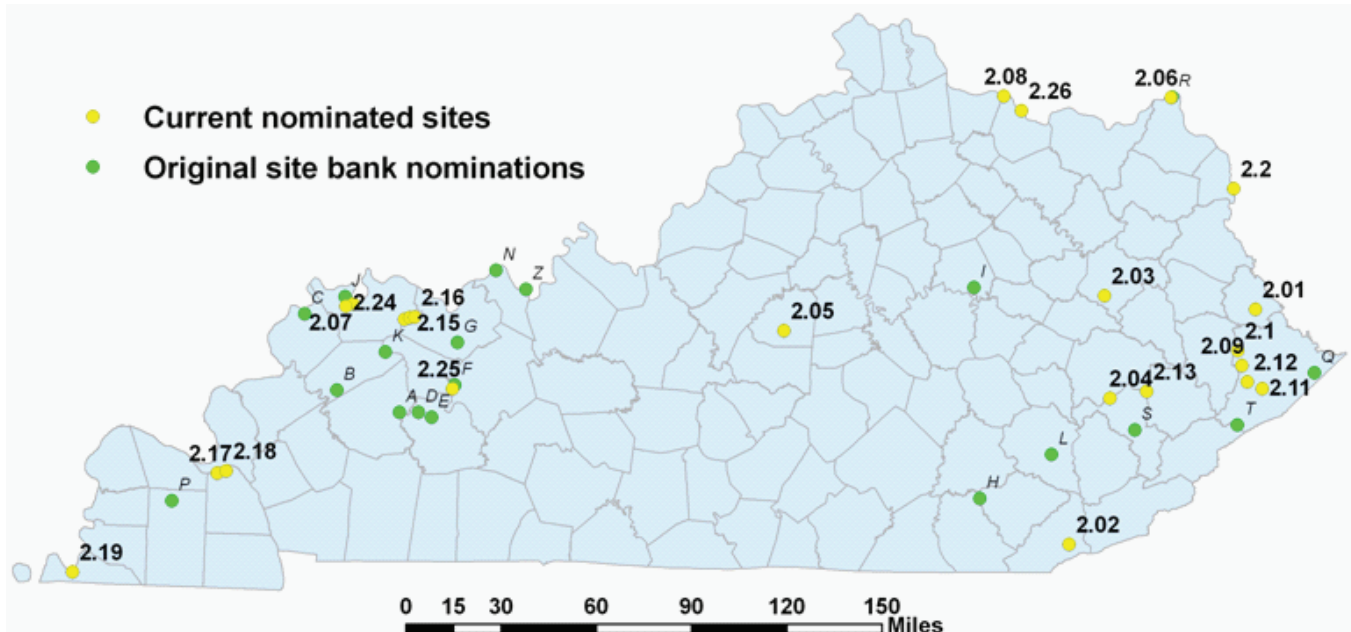 2.08
2.26
2.06 R
Current nominated sites
Original site bank nominations
2.2
N
Z
J
C
2.24
2.16
I
2.03
2.01
2.07
2.15 G
2.05
K
2.1
2.09
2.12 Q
2.25 F
B
2.04 2.13
2.11
A D E
S
T
L
2.17 2.18
P
H
2.02
2.19
0 15 30 60 90 120 150
Miles